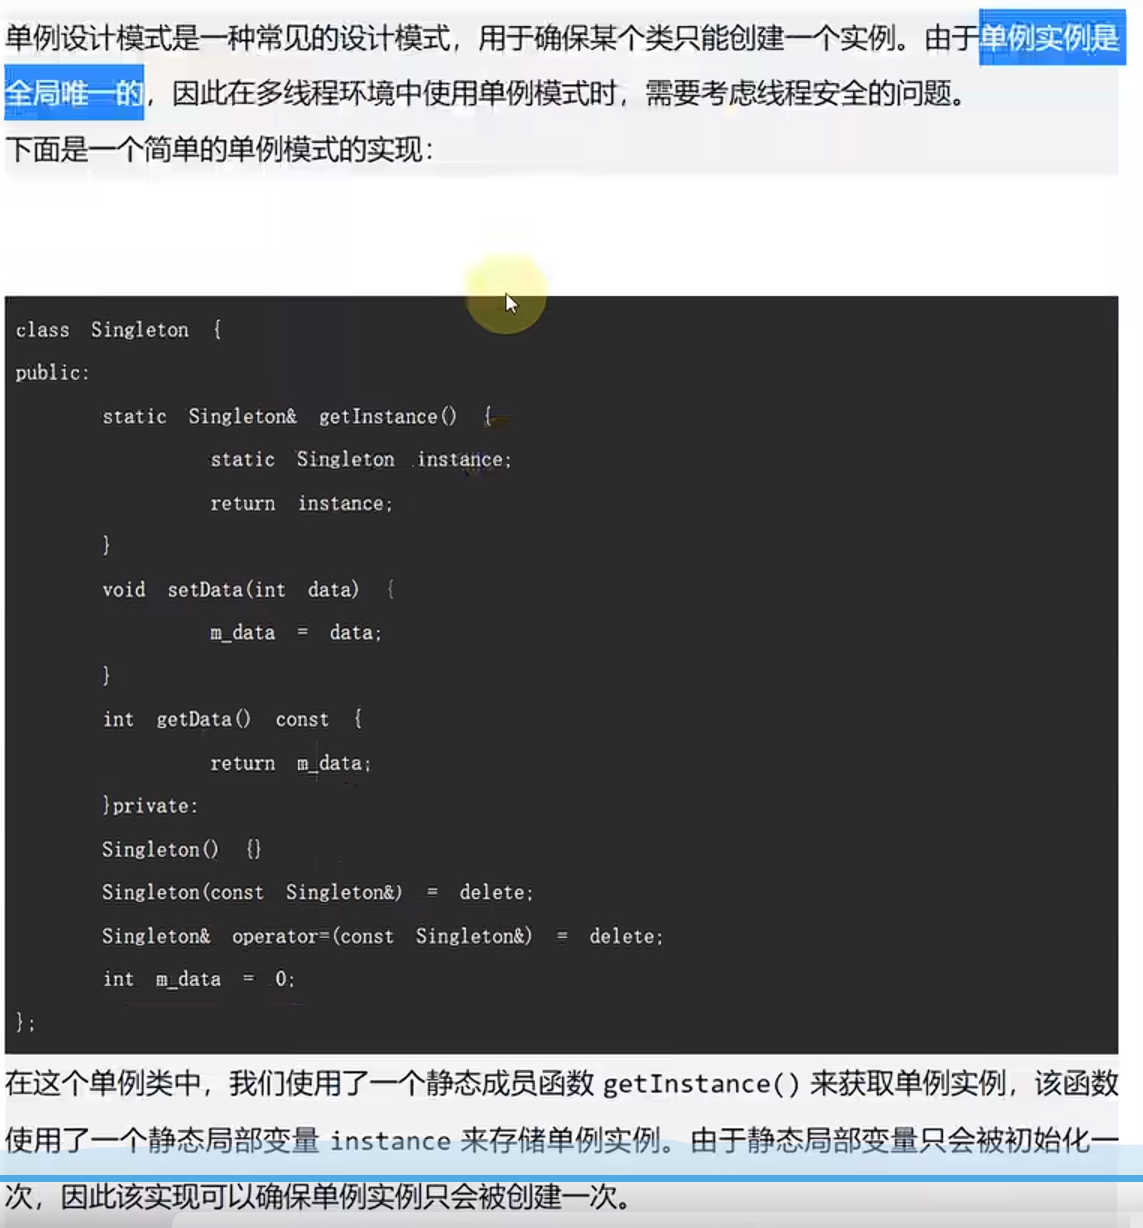 单例设计模式是一种常见的设计模式，用于确保某个类只能创建一个实例。由于单例实例是
全局唯一的，因此在多线程环境中使用单例模式时，需要考虑线程安全的问题。
下面是一个简单的单例模式的实现：
class Singleton {
public:
static Singleton& getInstance() {
static Singleton instance;
return instance;
}
void setData(int data) {
m_data = data;
}
int getData() const {
return m_data;
}private:
Singleton() {}
Singleton(const Singleton&) = delete;
Singleton& operator=(const Singleton&) = delete;
int m_data = 0;
};
在这个单例类中，我们使用了一个静态成员函数 getInstance() 来获取单例实例，该函数
使用了一个静态局部变量 instance 来存储单例实例。由于静态局部变量只会被初始化一
次，因此该实现可以确保单例实例只会被创建一次。